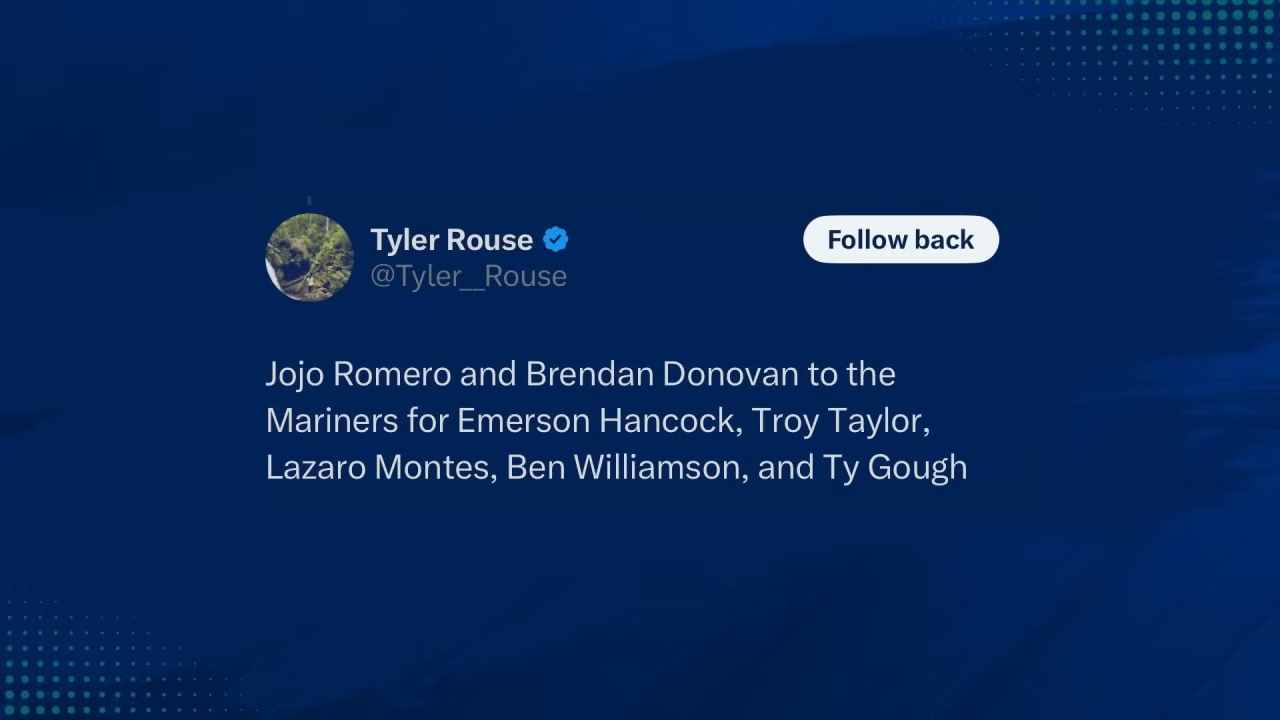 Tyler Rouse
Follow back
@Tyler__Rouse
Jojo Romero and Brendan Donovan to the
Mariners for Emerson Hancock, Troy Taylor,
Lazaro Montes, Ben Williamson, and Ty Gough